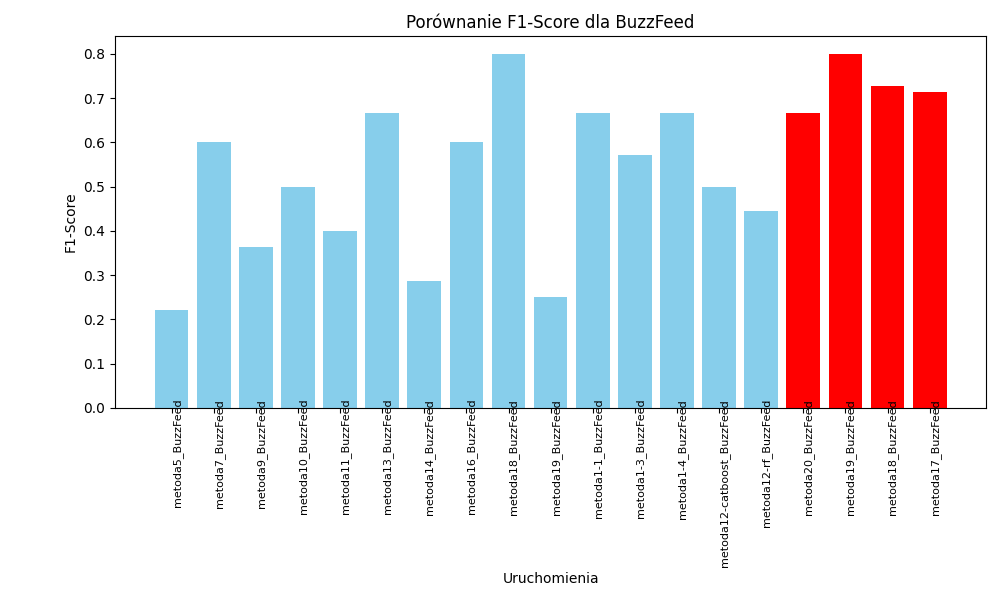 Porównanie F1-Score dla BuzzFeed
F1-Score
0.8
0.7
0.6
0.5
0.4
0.3
0.2
0.1
0.0
metoda5_BuzzFeed
metoda7_BuzzFeed
metoda9_BuzzFeed
metoda10_BuzzFeed
metoda11_BuzzFeed
metoda13_BuzzFeed
metoda14_BuzzFeed
metoda16_BuzzFeed
metoda18_BuzzFeed
metoda19_BuzzFeed
metoda1-1_BuzzFeed
metoda1-3_BuzzFeed
metoda1-4_BuzzFeed
metoda12-catboost_BuzzFeed
metoda12-rf_BuzzFeed
metoda20_BuzzFeed
metoda19_BuzzFeed
metoda18_BuzzFeed
metoda17_BuzzFeed
Uruchomienia